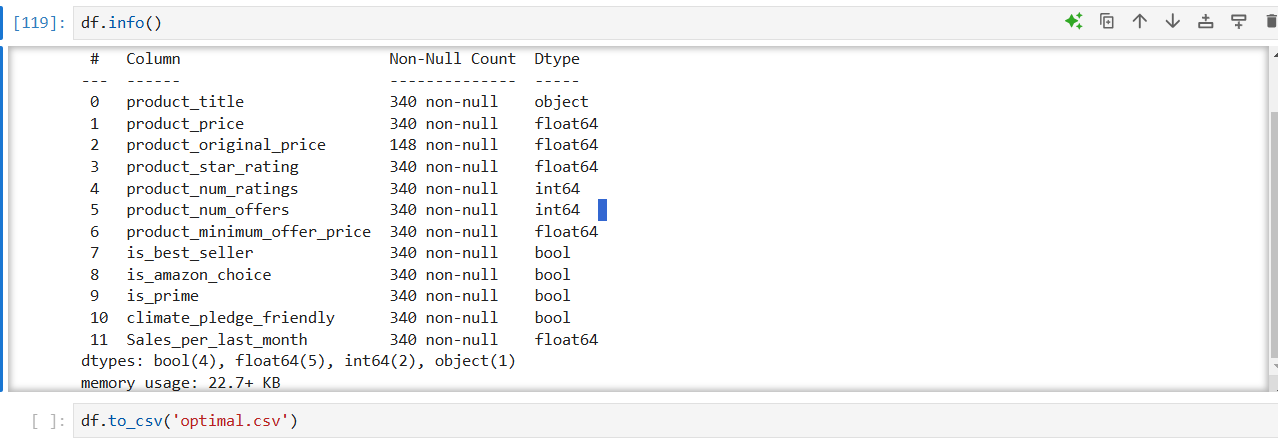 [119]: df.info()
# Column Non-Null Count Dtype
--- ------ -------------- -----
0 product_title 340 non-null object
1 product_price 340 non-null float64
2 product_original_price 148 non-null float64
3 product_star_rating 340 non-null float64
4 product_num_ratings 340 non-null int64
5 product_num_offers 340 non-null int64
6 product_minimum_offer_price 340 non-null float64
7 is_best_seller 340 non-null bool
8 is_amazon_choice 340 non-null bool
9 is_prime 340 non-null bool
10 climate_pledge_friendly 340 non-null bool
11 Sales_per_last_month 340 non-null float64
dtypes: bool(4), float64(5), int64(2), object(1)
memory usage: 22.7+ KB
[ ]: df.to_csv('optimal.csv')